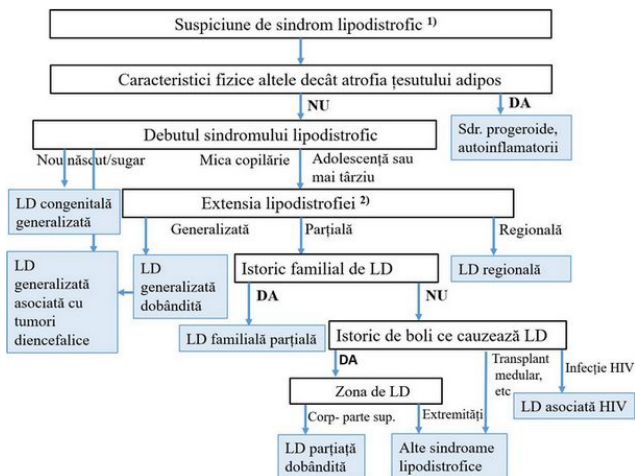 Suspiciune de sindrom lipodistrofic 1)
Caracteristici fizice altele decât atrofia țesutului adipos
NU
DA
Debutul sindromului lipodistrofic
Sdr. progeroide,
autoinflamatorii
Nou născut/sugar
Mica copilărie
Adolescență sau
mai târziu
LD congenitală
generalizată
Extensia lipodistrofiei 2)
Generalizată
Parțială
Regională
LD
generalizată
asociată cu
tumori
diencefalice
LD
generalizată
dobândită
Istoric familial de LD
LD regională
DA
NU
LD familială parțială
Istoric de boli ce cauzează LD
DA
Transplant
medular,
etc
Infecție HIV
Zona de LD
LD asociată HIV
Corp- parte sup.
Extremități
LD parțiață
dobândită
Alte sindroame
lipodistrofice